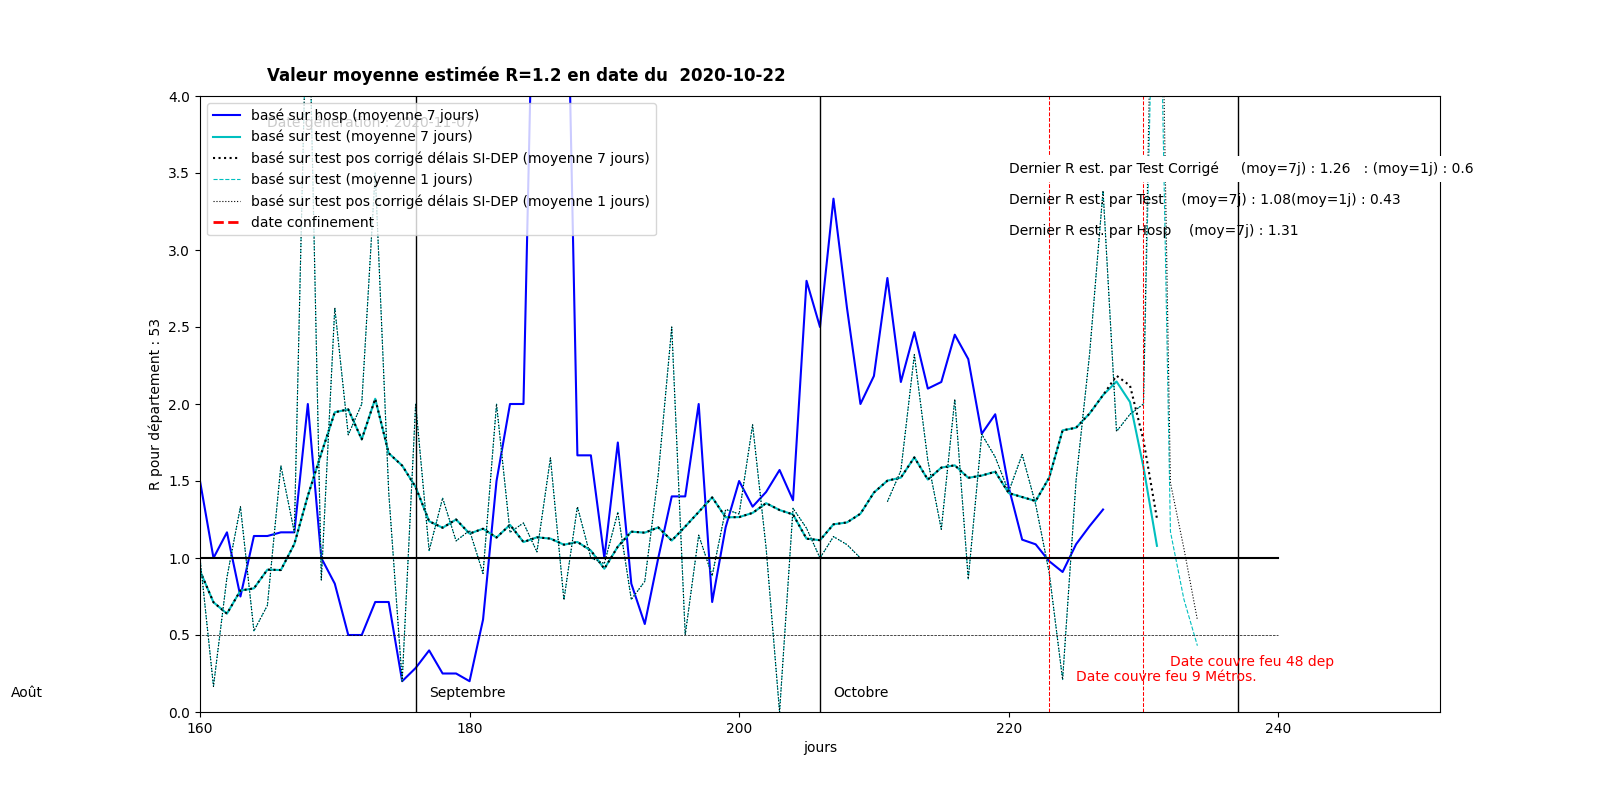 Valeur moyenne estimée R=1.2 en date du  2020-10-22
Date génération : 2020-11-07
basé sur hosp (moyenne 7 jours)
basé sur test (moyenne 7 jours)
basé sur test pos corrigé délais SI-DEP (moyenne 7 jours)
basé sur test (moyenne 1 jours)
basé sur test pos corrigé délais SI-DEP (moyenne 1 jours)
date confinement
Dernier R est. par Test Corrigé (moy=7j) : 1.26 : (moy=1j) : 0.6
Dernier R est. par Test (moy=7j) : 1.08(moy=1j) : 0.43
Dernier R est. par Hosp (moy=7j) : 1.31
R pour département : 53
4.0
3.5
3.0
2.5
2.0
1.5
1.0
0.5
0.0
Date couvre feu 48 dep
Date couvre feu 9 Métros.
Août
Septembre
Octobre
160 180 200 220 240
jours